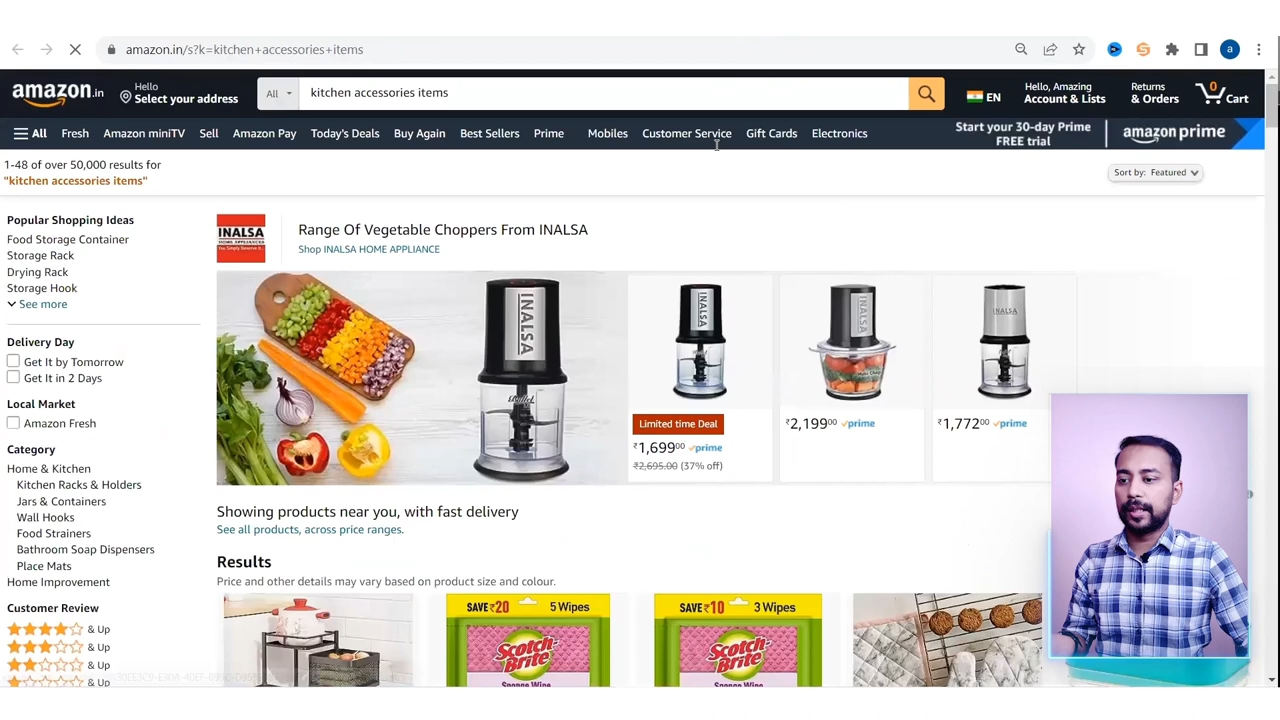 amazon.in/s?k=kitchen+accessories+items
a
amazon.in
Hello
Select your address
All
kitchen accessories items
EN
Hello, Amazing
Account & Lists
Returns
& Orders
0
Cart
All
Fresh
Amazon miniTV
Sell
Amazon Pay
Today's Deals
Buy Again
Best Sellers
Prime
Mobiles
Customer Service
Gift Cards
Electronics
Start your 30-day Prime
FREE trial
amazon prime
1-48 of over 50,000 results for
"kitchen accessories items"
Sort by: Featured
Popular Shopping Ideas
Food Storage Container
Storage Rack
Drying Rack
Storage Hook
See more
Delivery Day
Get It by Tomorrow
Get It in 2 Days
Local Market
Amazon Fresh
Category
Home & Kitchen
Kitchen Racks & Holders
Jars & Containers
Wall Hooks
Food Strainers
Bathroom Soap Dispensers
Place Mats
Home Improvement
Customer Review
& Up
& Up
& Up
& Up
INALSA
HOME APPLIANCES
Range Of Vegetable Choppers From INALSA
Shop INALSA HOME APPLIANCE
INALSA
INALSA
INALSA
INALSA
Limited time Deal
₹1,69900 prime
₹2,695.00 (37% off)
₹2,19900 prime
₹1,77200 prime
Showing products near you, with fast delivery
See all products, across price ranges.
Results
Price and other details may vary based on product size and colour.
SAVE ₹20 5 Wipes
Scotch-Brite
Sponge Wipe
SAVE ₹10 3 Wipes
Scotch-Brite
Sponge Wipe